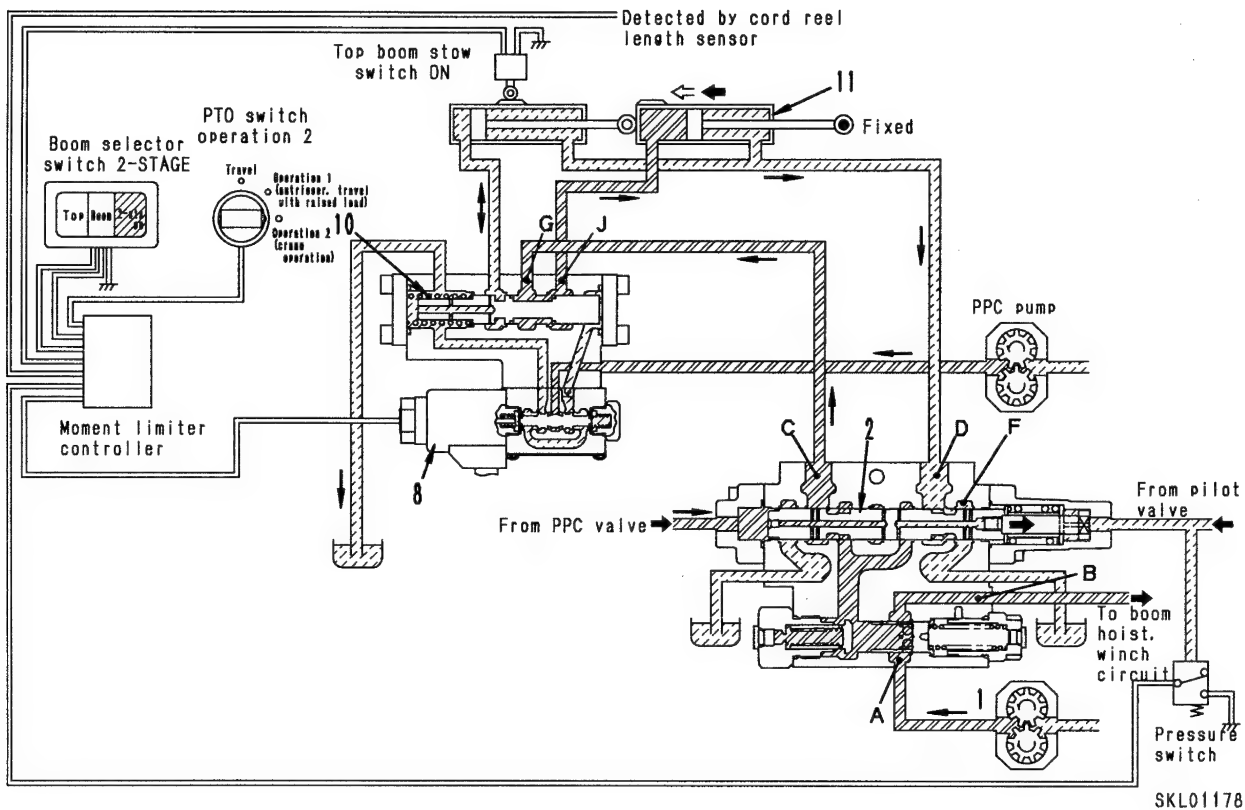 Detected by cord reel
length sensor
Top boom stow
switch ON
11
Fixed
PTO switch
operation 2
Boom selector
switch 2-STAGE
Travel
Operation 1
(outrigger, travel
with raised load)
Operation 2
(crane
operation)
Top
Boom
10
G
J
PPC pump
Moment limiter
controller
8
C
2
D
F
From PPC valve
From pilot
valve
B
To boom
hoist.
winch
circuit
A
1
Pressure
switch
SKL01178